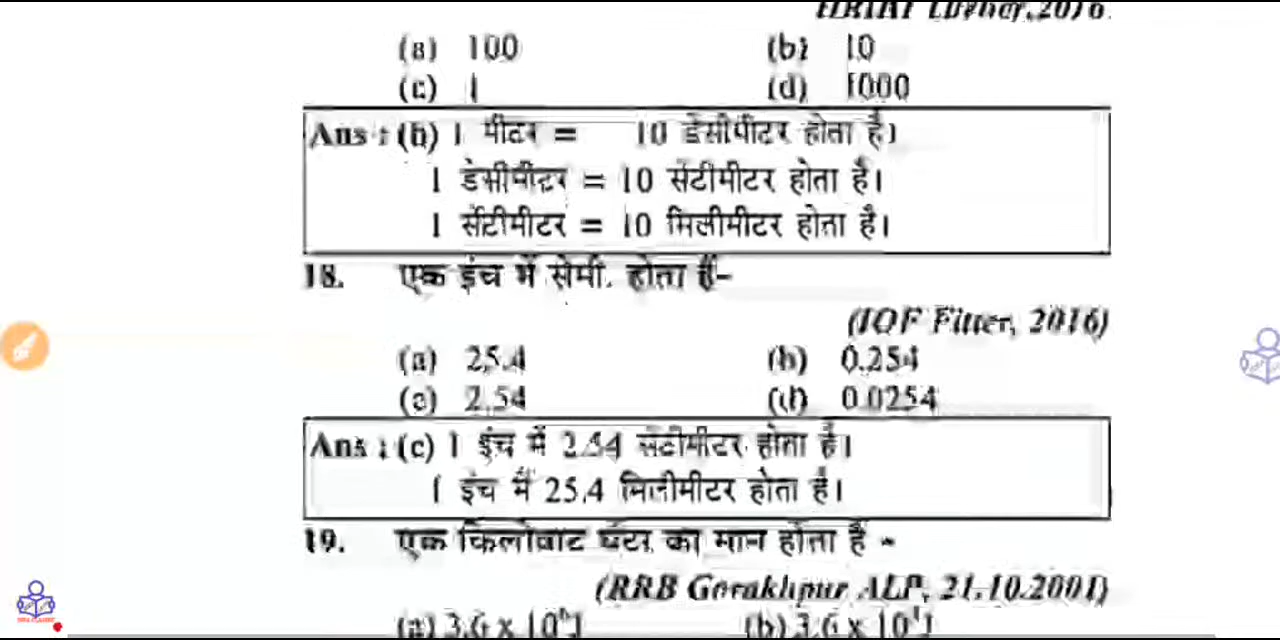 (a) 100 (b) 10
(c) 1 (d) 1000
Ans : (b) 1 मीटर = 10 डेसीमीटर होता है।
1 डेसीमीटर = 10 सेंटीमीटर होता है।
1 सेंटीमीटर = 10 मिलीमीटर होता है।
18. एक इंच में सेमी. होता हैं–
(IOF Fitter, 2016)
(a) 25.4 (b) 0.254
(c) 2.54 (d) 0.0254
Ans : (c) 1 इंच में 2.54 सेंटीमीटर होता है।
1 इंच में 25.4 मिलीमीटर होता है।
19. एक किलोवाट घंटा का मान होता है -
(RRB Gorakhpur ALP, 21.10.2001)